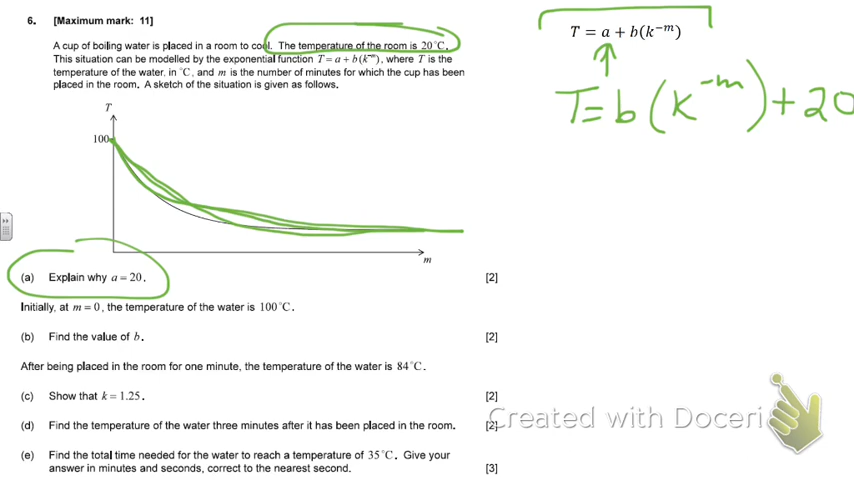 6. [Maximum mark: 11]
A cup of boiling water is placed in a room to cool. The temperature of the room is 20°C.
This situation can be modelled by the exponential function T = a + b(k⁻ᵐ), where T is the
temperature of the water, in °C, and m is the number of minutes for which the cup has been
placed in the room. A sketch of the situation is given as follows.
T = a + b(k⁻ᵐ)
T = b(k⁻ᵐ) + 20
T
100
m
(a) Explain why a = 20. [2]
Initially, at m = 0, the temperature of the water is 100°C.
(b) Find the value of b. [2]
After being placed in the room for one minute, the temperature of the water is 84°C.
(c) Show that k = 1.25. [2]
Created with Doceri
(d) Find the temperature of the water three minutes after it has been placed in the room. [2]
(e) Find the total time needed for the water to reach a temperature of 35°C. Give your
answer in minutes and seconds, correct to the nearest second. [3]